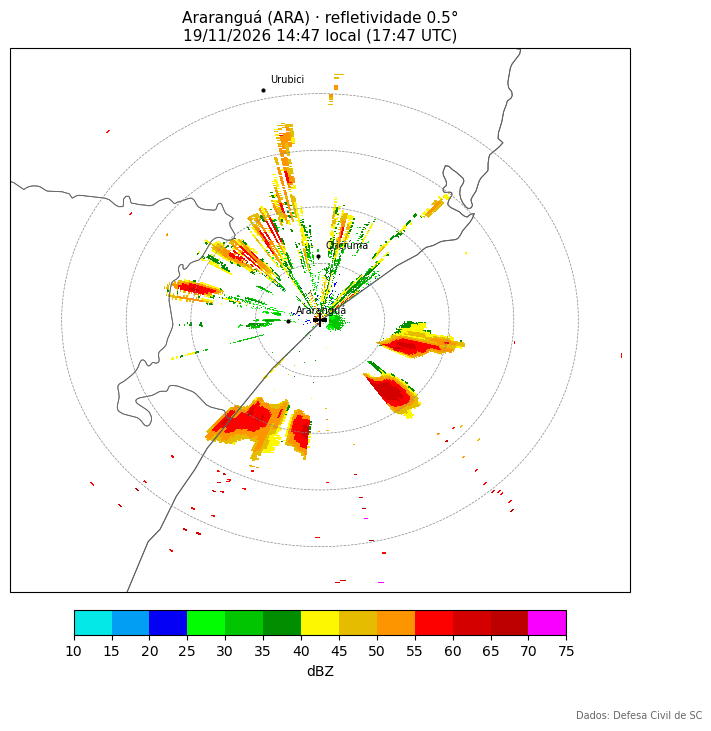 Araranguá (ARA) · refletividade 0.5°
19/11/2026 14:47 local (17:47 UTC)
Urubici
Criciúma
Araranguá
10 15 20 25 30 35 40 45 50 55 60 65 70 75
dBZ
Dados: Defesa Civil de SC